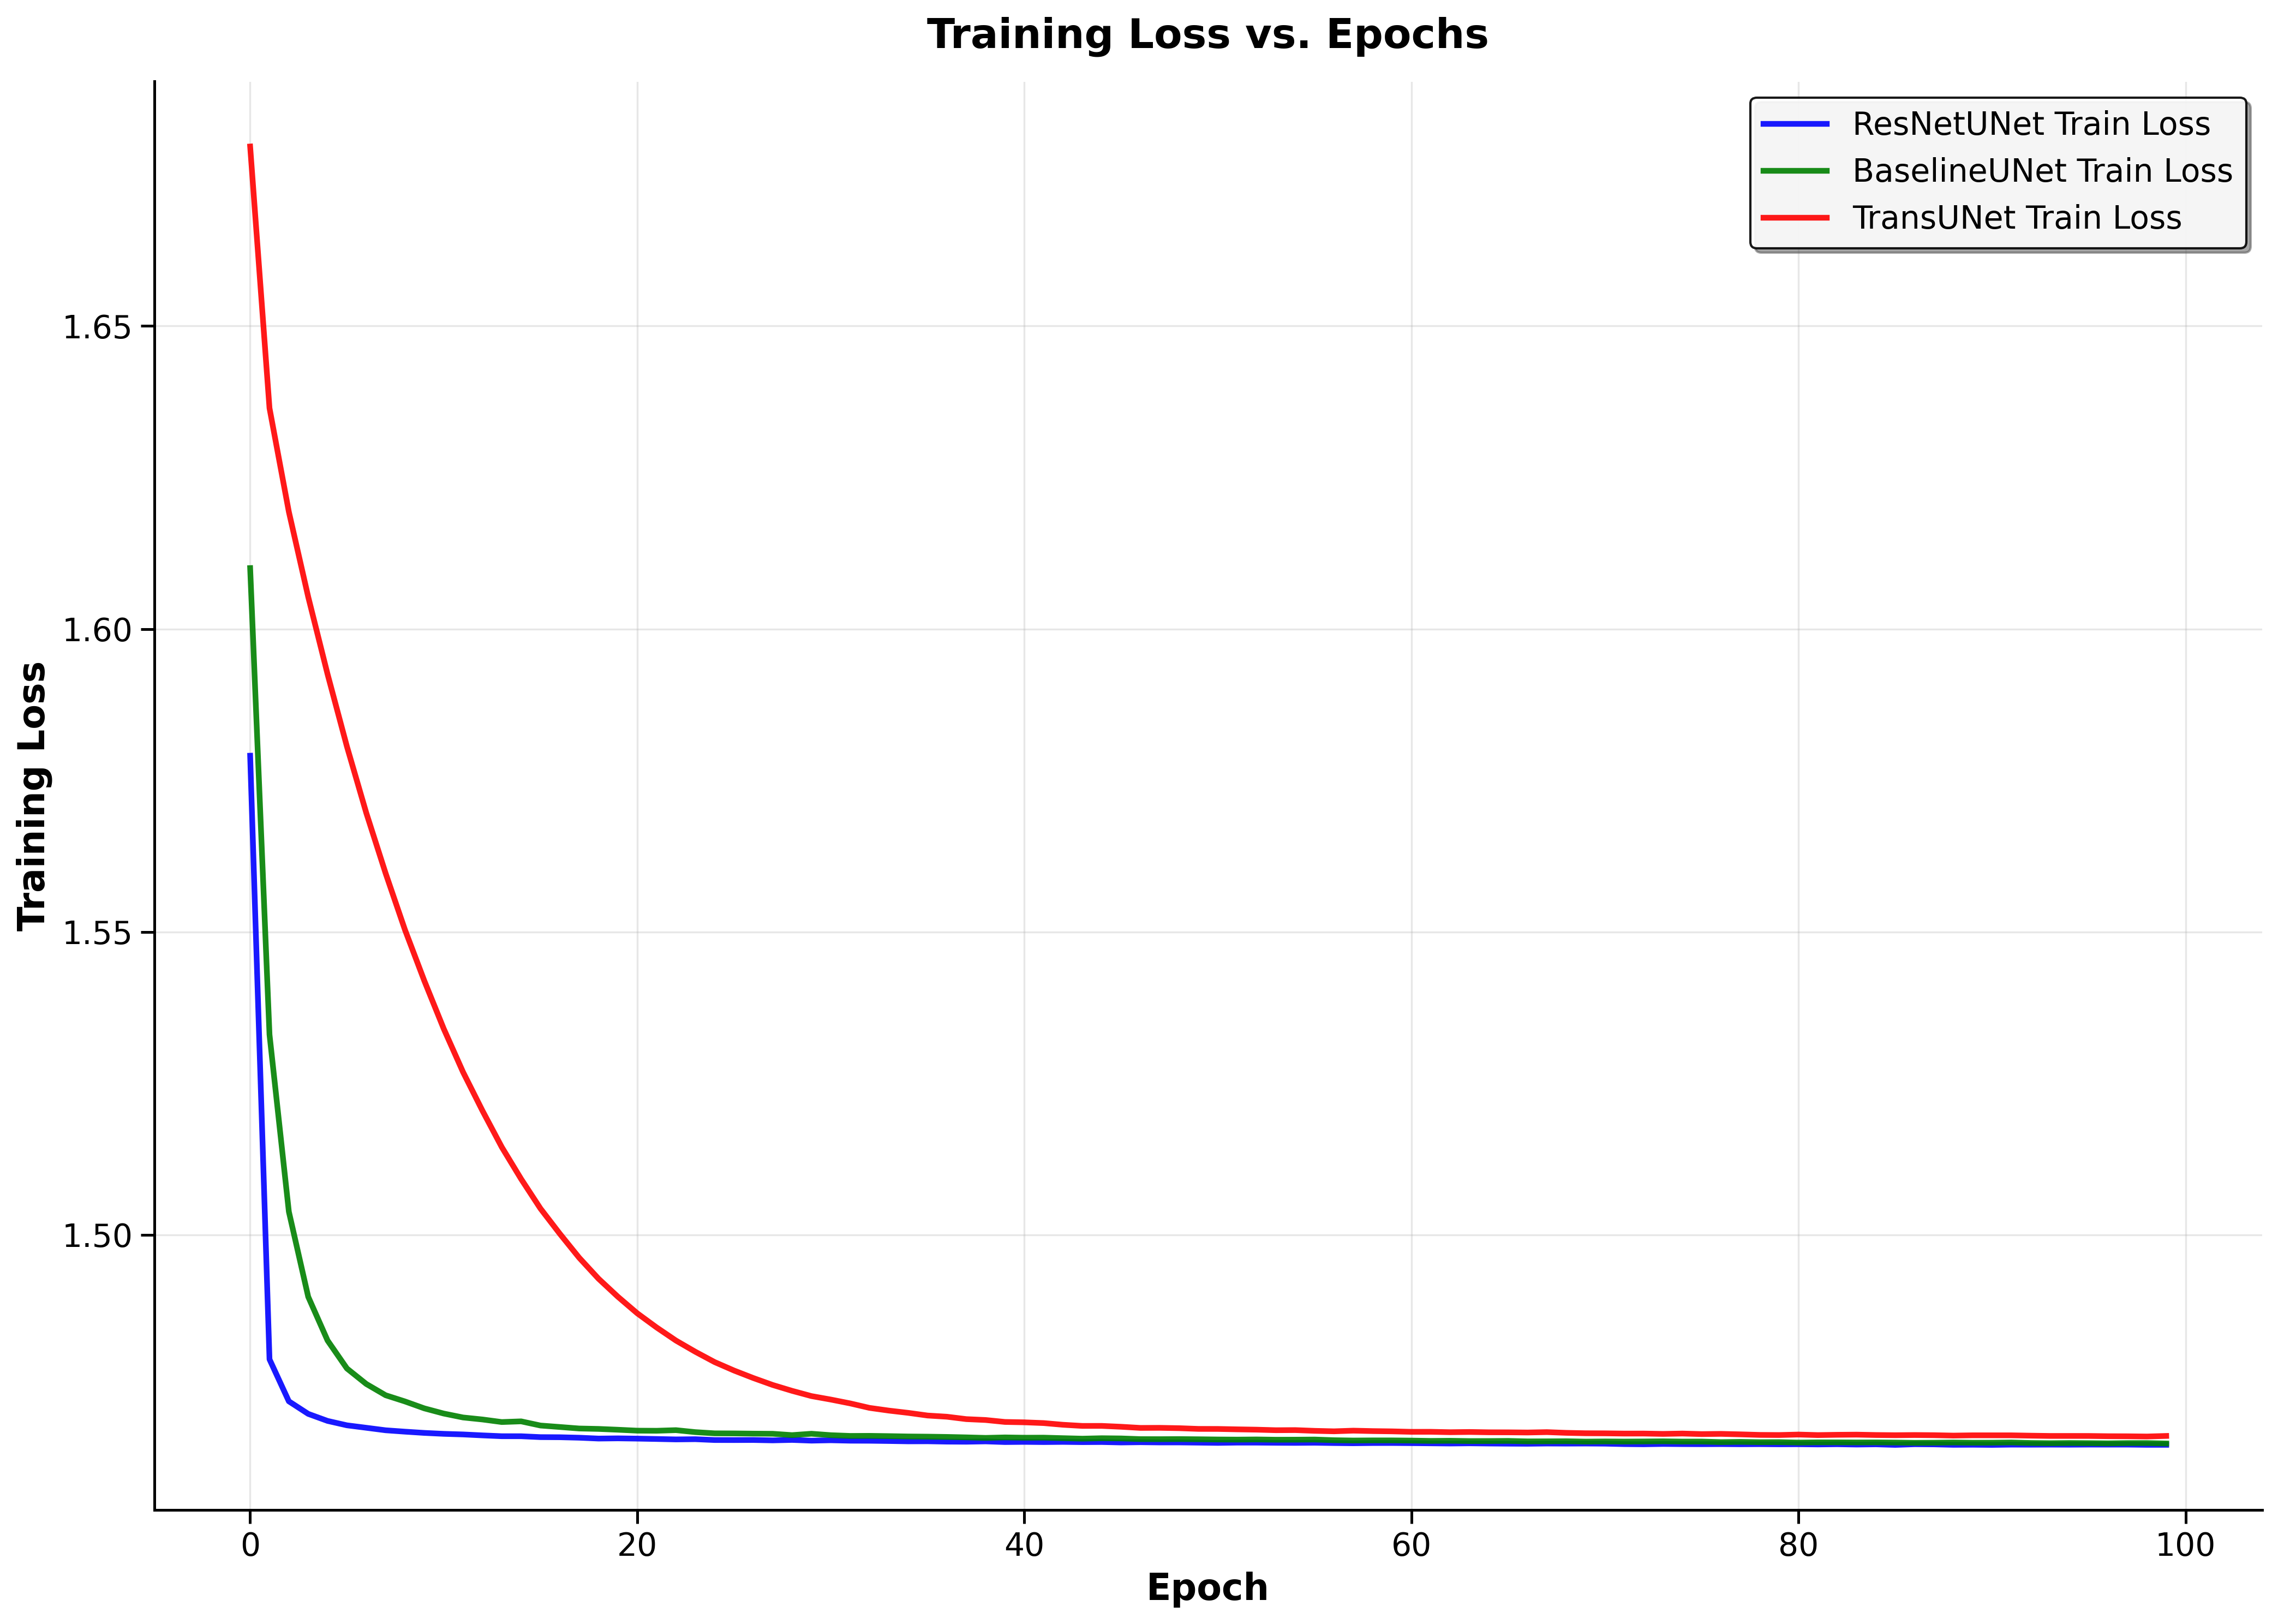 Training Loss vs. Epochs
ResNetUNet Train Loss
BaselineUNet Train Loss
TransUNet Train Loss
Training Loss
1.65
1.60
1.55
1.50
0 20 40 60 80 100
Epoch